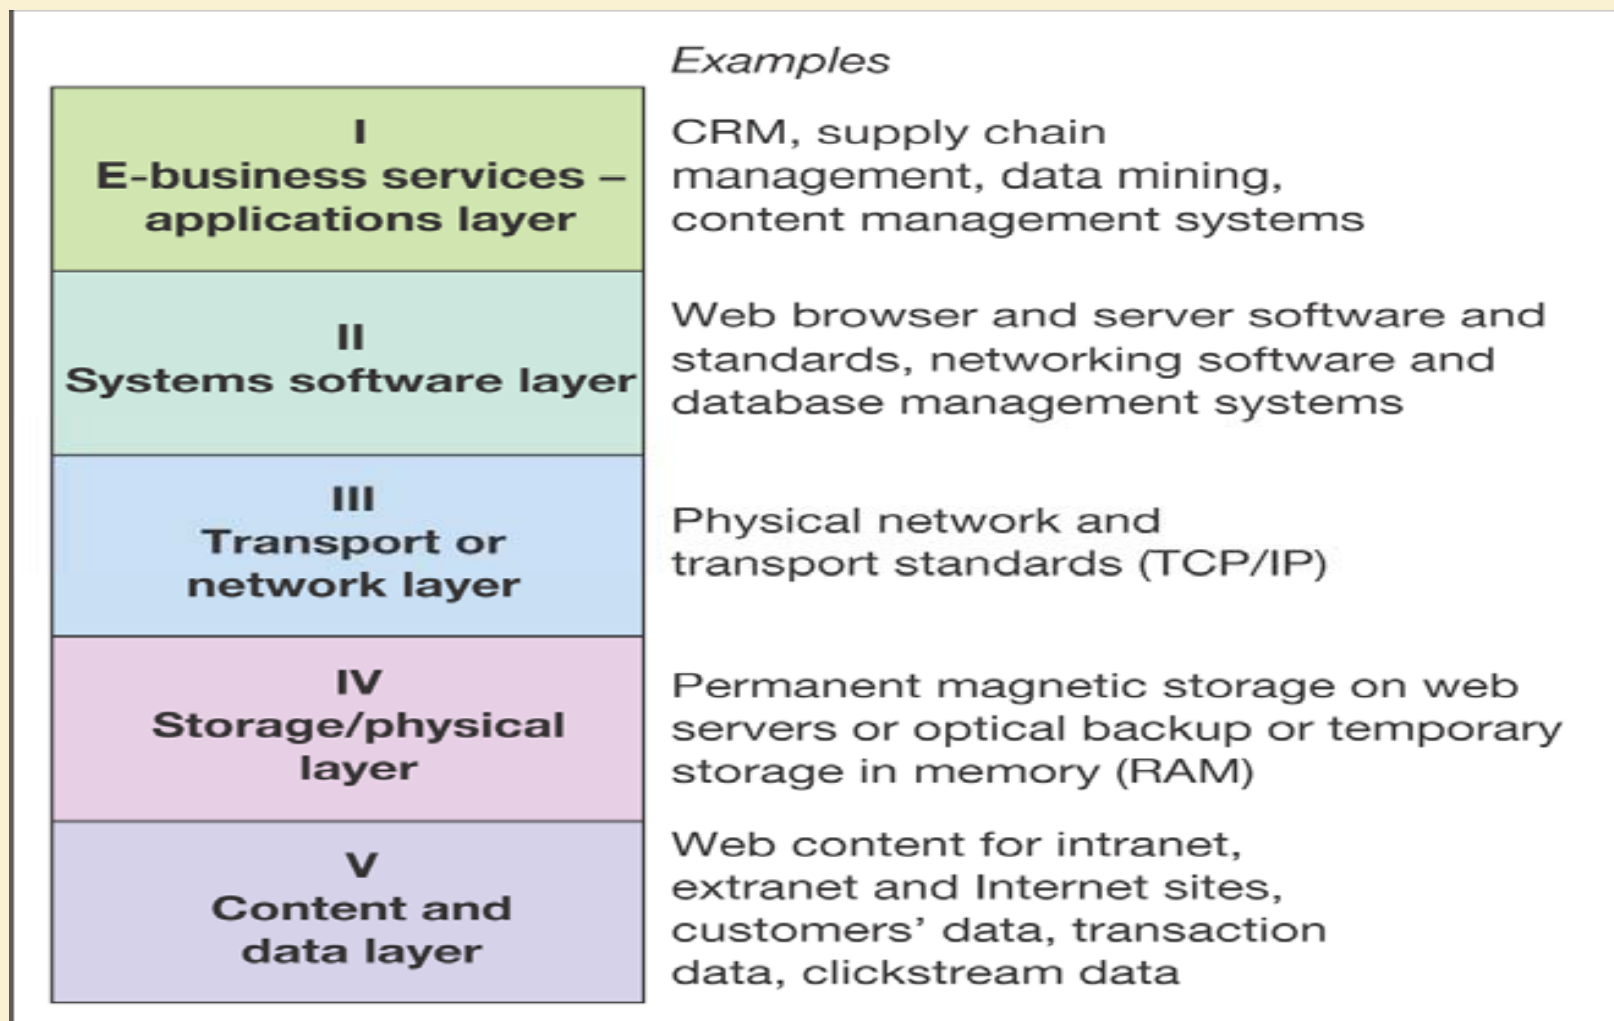 Examples
I
E-business services –
applications layer
CRM, supply chain
management, data mining,
content management systems
II
Systems software layer
Web browser and server software and
standards, networking software and
database management systems
III
Transport or
network layer
Physical network and
transport standards (TCP/IP)
IV
Storage/physical
layer
Permanent magnetic storage on web
servers or optical backup or temporary
storage in memory (RAM)
V
Content and
data layer
Web content for intranet,
extranet and Internet sites,
customers’ data, transaction
data, clickstream data